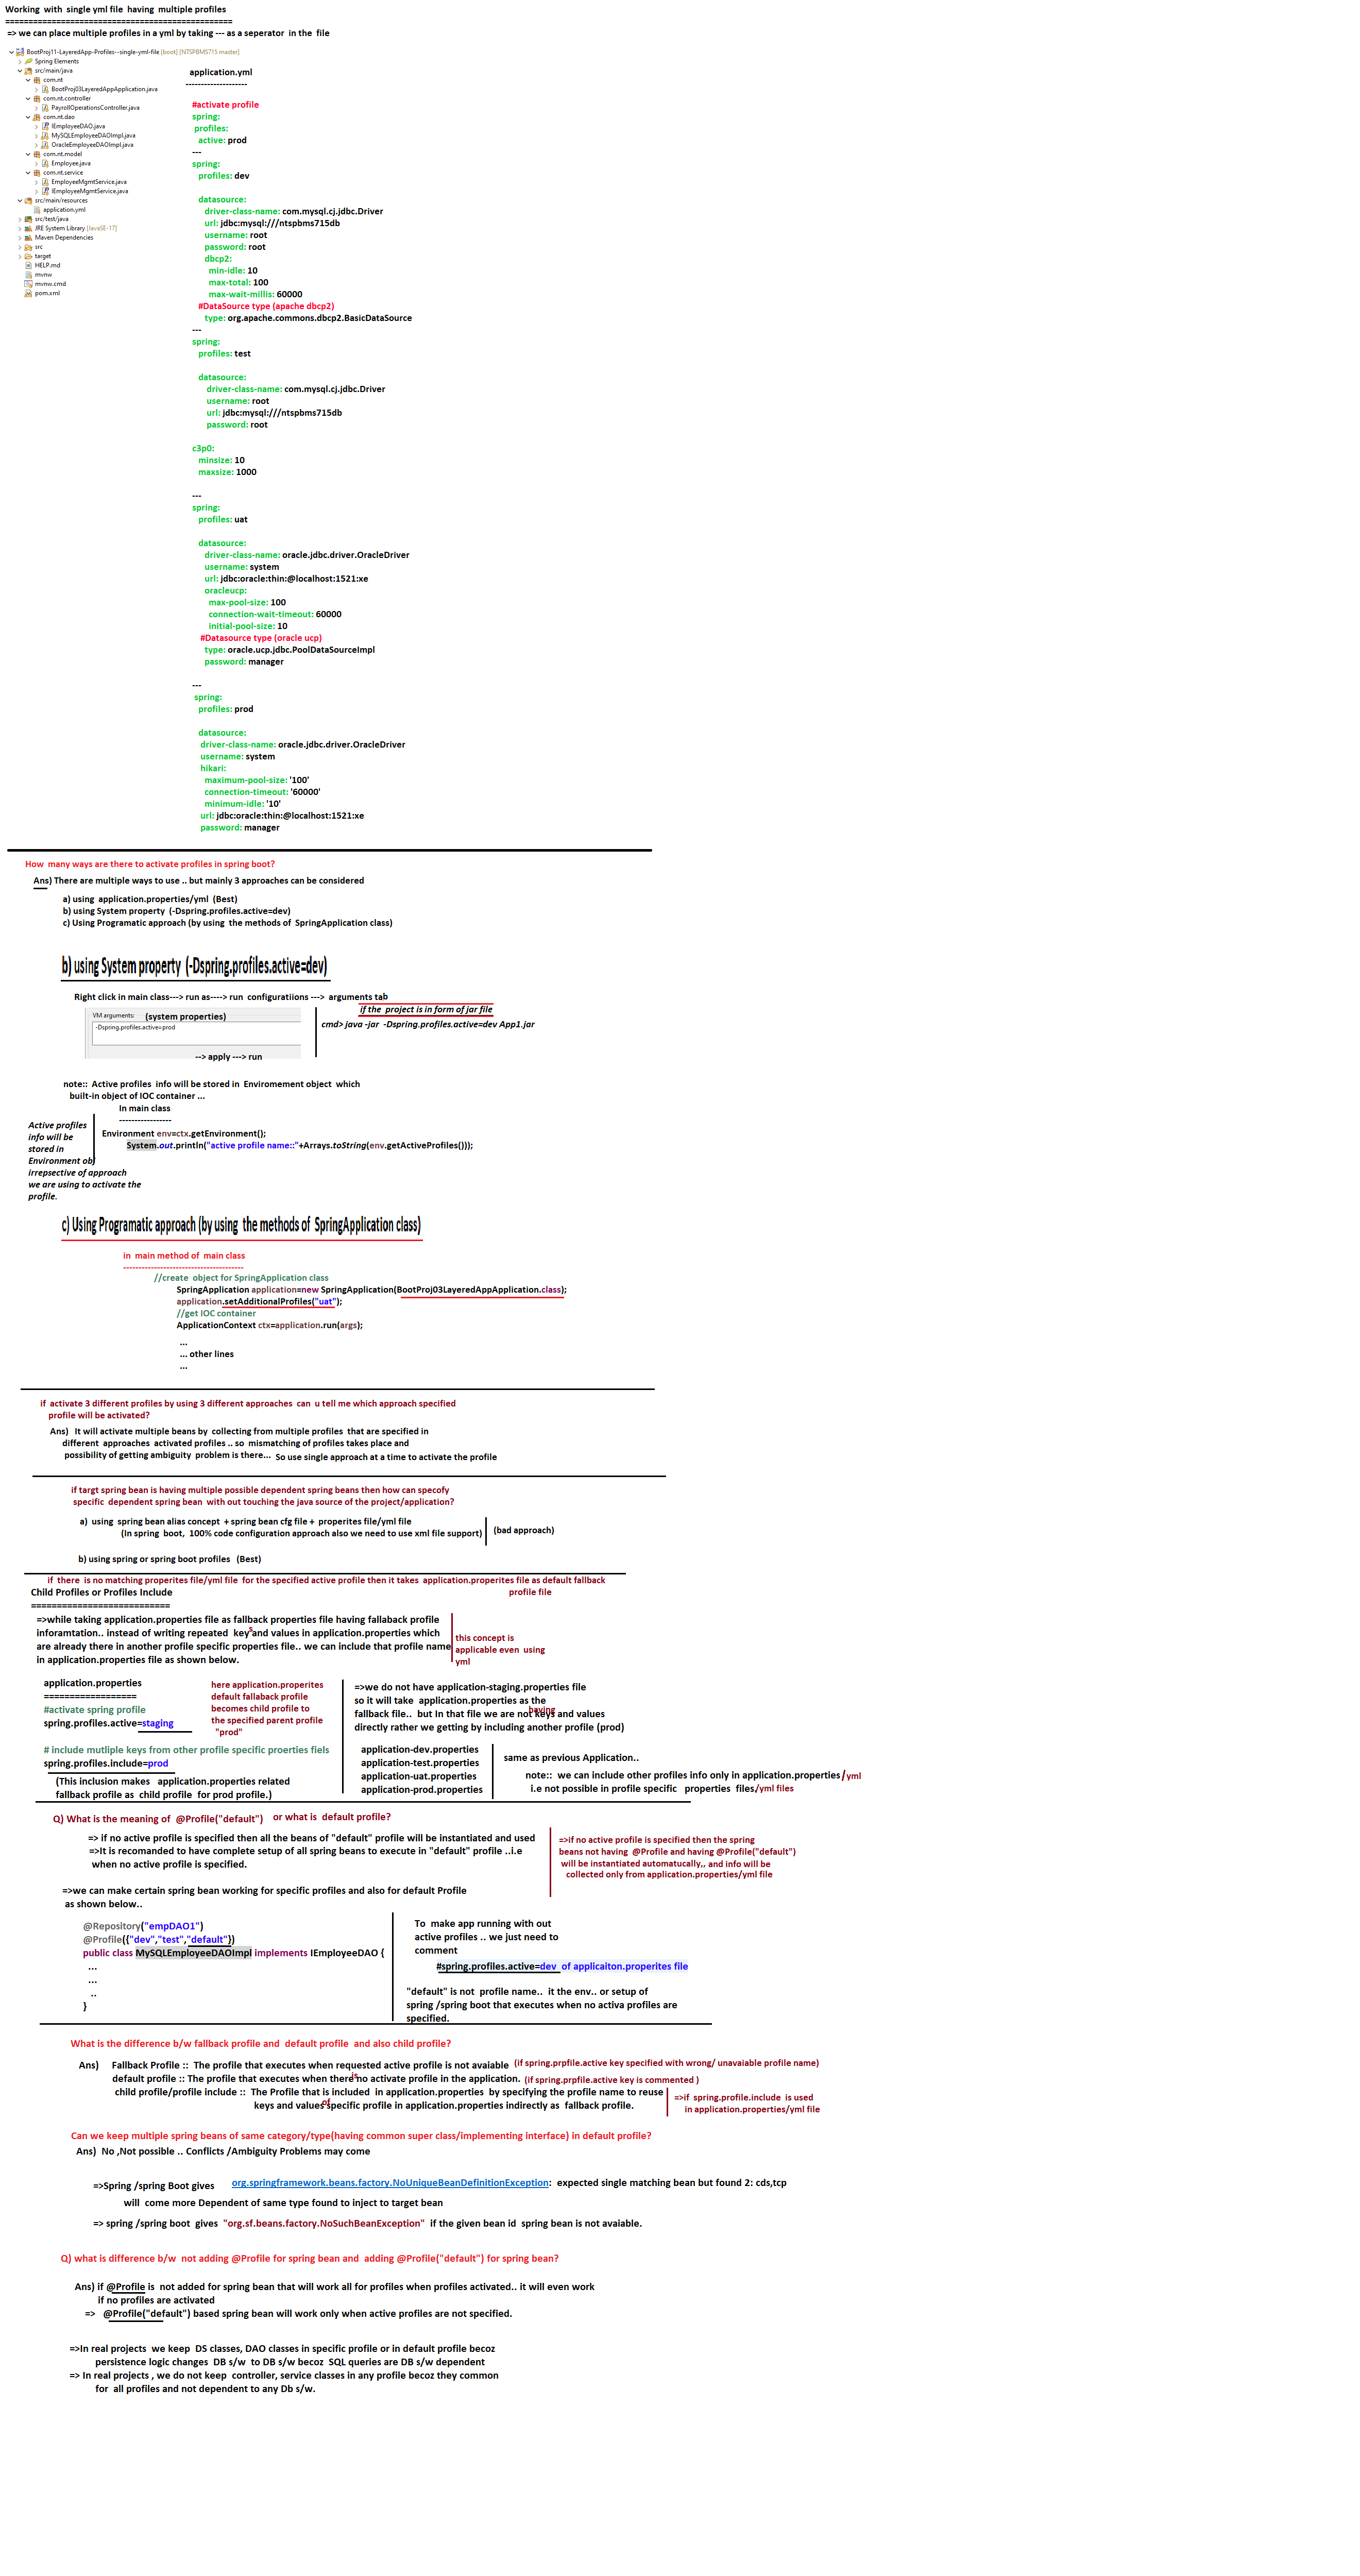 Working with single yml file having multiple profiles
=================================================
=> we can place multiple profiles in a yml by taking --- as a seperator in the file
BootProj11-LayeredApp-Profiles--single-yml-file [boot] [NTSPBMS715 master]
Spring Elements
src/main/java
com.nt
BootProj03LayeredAppApplication.java
com.nt.controller
PayrollOperationsController.java
com.nt.dao
IEmployeeDAO.java
MySQLEmployeeDAOImpl.java
OracleEmployeeDAOImpl.java
com.nt.model
Employee.java
com.nt.service
EmployeeMgmtService.java
IEmployeeMgmtService.java
src/main/resources
application.yml
src/test/java
JRE System Library [JavaSE-17]
Maven Dependencies
src
target
HELP.md
mvnw
mvnw.cmd
pom.xml
application.yml
--------------------
#activate profile
spring:
profiles:
active: prod
---
spring:
profiles: dev
datasource:
driver-class-name: com.mysql.cj.jdbc.Driver
url: jdbc:mysql:///ntspbms715db
username: root
password: root
dbcp2:
min-idle: 10
max-total: 100
max-wait-millis: 60000
#DataSource type (apache dbcp2)
type: org.apache.commons.dbcp2.BasicDataSource
---
spring:
profiles: test
datasource:
driver-class-name: com.mysql.cj.jdbc.Driver
username: root
url: jdbc:mysql:///ntspbms715db
password: root
c3p0:
minsize: 10
maxsize: 1000
---
spring:
profiles: uat
datasource:
driver-class-name: oracle.jdbc.driver.OracleDriver
username: system
url: jdbc:oracle:thin:@localhost:1521:xe
oracleucp:
max-pool-size: 100
connection-wait-timeout: 60000
initial-pool-size: 10
#Datasource type (oracle ucp)
type: oracle.ucp.jdbc.PoolDataSourceImpl
password: manager
---
spring:
profiles: prod
datasource:
driver-class-name: oracle.jdbc.driver.OracleDriver
username: system
hikari:
maximum-pool-size: '100'
connection-timeout: '60000'
minimum-idle: '10'
url: jdbc:oracle:thin:@localhost:1521:xe
password: manager
How many ways are there to activate profiles in spring boot?
Ans) There are multiple ways to use .. but mainly 3 approaches can be considered
a) using application.properties/yml (Best)
b) using System property (-Dspring.profiles.active=dev)
c) Using Programatic approach (by using the methods of SpringApplication class)
b) using System property (-Dspring.profiles.active=dev)
Right click in main class---> run as----> run configuratiions ---> arguments tab
VM arguments: (system properties)
-Dspring.profiles.active=prod
--> apply ---> run
if the project is in form of jar file
cmd> java -jar -Dspring.profiles.active=dev App1.jar
note:: Active profiles info will be stored in Enviromement object which
built-in object of IOC container ...
In main class
-----------------
Environment env=ctx.getEnvironment();
System.out.println("active profile name::"+Arrays.toString(env.getActiveProfiles()));
Active profiles
info will be
stored in
Environment obj
irrepsective of approach
we are using to activate the
profile.
c) Using Programatic approach (by using the methods of SpringApplication class)
in main method of main class
---------------------------------------
//create object for SpringApplication class
SpringApplication application=new SpringApplication(BootProj03LayeredAppApplication.class);
application.setAdditionalProfiles("uat");
//get IOC container
ApplicationContext ctx=application.run(args);
...
... other lines
...
if activate 3 different profiles by using 3 different approaches can u tell me which approach specified
profile will be activated?
Ans) It will activate multiple beans by collecting from multiple profiles that are specified in
different approaches activated profiles .. so mismatching of profiles takes place and
possibility of getting ambiguity problem is there... So use single approach at a time to activate the profile
if targt spring bean is having multiple possible dependent spring beans then how can specofy
specific dependent spring bean with out touching the java source of the project/application?
a) using spring bean alias concept + spring bean cfg file + properites file/yml file
(In spring boot, 100% code configuration approach also we need to use xml file support)
(bad approach)
b) using spring or spring boot profiles (Best)
if there is no matching properites file/yml file for the specified active profile then it takes application.properites file as default fallback
profile file
Child Profiles or Profiles Include
===========================
=>while taking application.properties file as fallback properties file having fallaback profile
inforamtation.. instead of writing repeated keys and values in application.properties which
are already there in another profile specific properties file.. we can include that profile name
in application.properties file as shown below.
this concept is
applicable even using
yml
application.properties
==================
#activate spring profile
spring.profiles.active=staging
# include mutliple keys from other profile specific proerties fiels
spring.profiles.include=prod
(This inclusion makes application.properties related
fallback profile as child profile for prod profile.)
here application.properites
default fallaback profile
becomes child profile to
the specified parent profile
"prod"
=>we do not have application-staging.properties file
so it will take application.properties as the
fallback file.. but In that file we are not having keys and values
directly rather we getting by including another profile (prod)
application-dev.properties
application-test.properties
application-uat.properties
application-prod.properties
same as previous Application..
note:: we can include other profiles info only in application.properties/yml
i.e not possible in profile specific properties files/yml files
Q) What is the meaning of @Profile("default") or what is default profile?
=> if no active profile is specified then all the beans of "default" profile will be instantiated and used
=>It is recomanded to have complete setup of all spring beans to execute in "default" profile ..i.e
when no active profile is specified.
=>if no active profile is specified then the spring
beans not having @Profile and having @Profile("default")
will be instantiated automatucally,, and info will be
collected only from application.properties/yml file
=>we can make certain spring bean working for specific profiles and also for default Profile
as shown below..
@Repository("empDAO1")
@Profile({"dev","test","default"})
public class MySQLEmployeeDAOImpl implements IEmployeeDAO {
...
...
..
}
To make app running with out
active profiles .. we just need to
comment
#spring.profiles.active=dev of applicaiton.properites file
"default" is not profile name.. it the env.. or setup of
spring /spring boot that executes when no activa profiles are
specified.
What is the difference b/w fallback profile and default profile and also child profile?
Ans) Fallback Profile :: The profile that executes when requested active profile is not avaiable (if spring.prpfile.active key specified with wrong/ unavaiable profile name)
default profile :: The profile that executes when there is no activate profile in the application. (if spring.prpfile.active key is commented )
child profile/profile include :: The Profile that is included in application.properties by specifying the profile name to reuse
keys and values of specific profile in application.properties indirectly as fallback profile.
=>if spring.profile.include is used
in application.properties/yml file
Can we keep multiple spring beans of same category/type(having common super class/implementing interface) in default profile?
Ans) No ,Not possible .. Conflicts /Ambiguity Problems may come
=>Spring /spring Boot gives org.springframework.beans.factory.NoUniqueBeanDefinitionException: expected single matching bean but found 2: cds,tcp
will come more Dependent of same type found to inject to target bean
=> spring /spring boot gives "org.sf.beans.factory.NoSuchBeanException" if the given bean id spring bean is not avaiable.
Q) what is difference b/w not adding @Profile for spring bean and adding @Profile("default") for spring bean?
Ans) if @Profile is not added for spring bean that will work all for profiles when profiles activated.. it will even work
if no profiles are activated
=> @Profile("default") based spring bean will work only when active profiles are not specified.
=>In real projects we keep DS classes, DAO classes in specific profile or in default profile becoz
persistence logic changes DB s/w to DB s/w becoz SQL queries are DB s/w dependent
=> In real projects , we do not keep controller, service classes in any profile becoz they common
for all profiles and not dependent to any Db s/w.